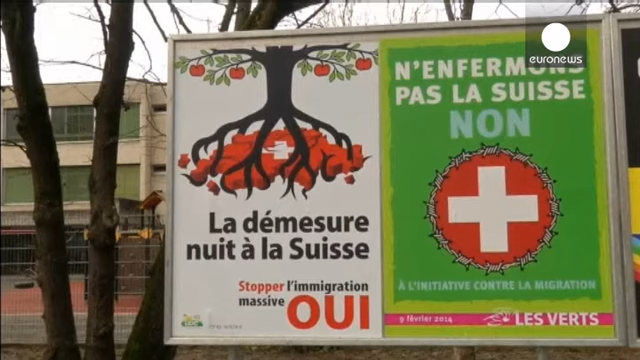 euronews
La démesure
nuit à la Suisse
Stopper l'immigration
massive OUI
UDC
N'ENFERMONS
PAS LA SUISSE
NON
À L'INITIATIVE CONTRE LA MIGRATION
9 février 2014
LES VERTS